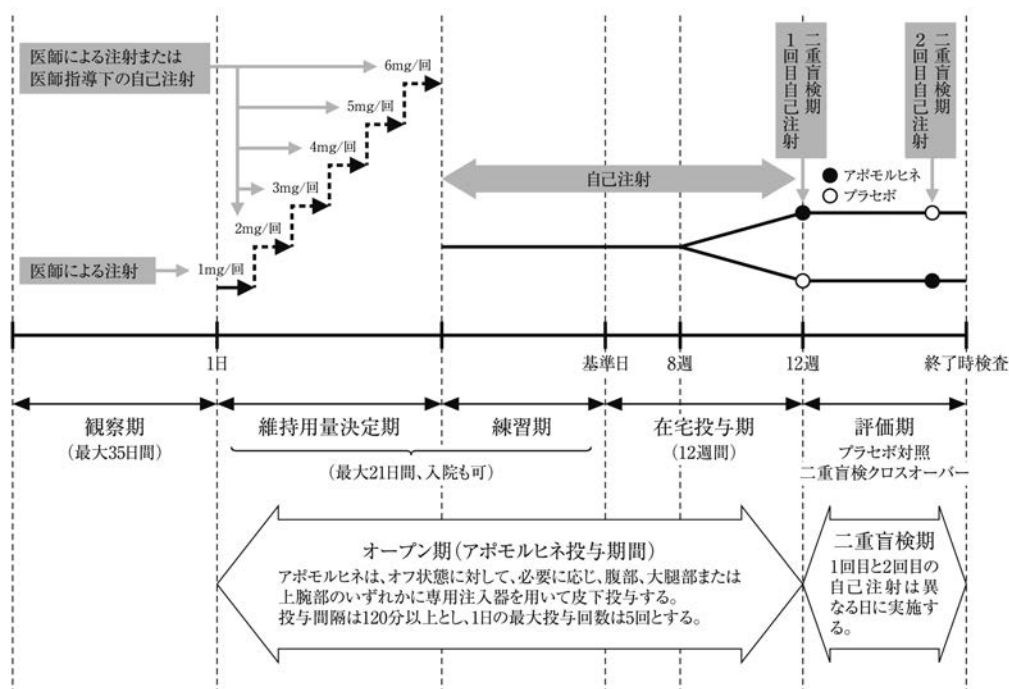 医師による注射または
医師指導下の自己注射
6mg/回
5mg/回
4mg/回
3mg/回
2mg/回
1mg/回
医師による注射
自己注射
二重盲検期
1回目自己注射
二重盲検期
2回目自己注射
アポモルヒネ
プラセボ
1日
基準日
8週
12週
終了時検査
観察期
(最大35日間)
維持用量決定期
練習期
(最大21日間、入院も可)
在宅投与期
(12週間)
評価期
プラセボ対照
二重盲検クロスオーバー
オープン期(アポモルヒネ投与期間)
アポモルヒネは、オフ状態に対して、必要に応じ、腹部、大腿部または
上腕部のいずれかに専用注入器を用いて皮下投与する。
投与間隔は120分以上とし、1日の最大投与回数は5回とする。
二重盲検期
1回目と2回目の
自己注射は異
なる日に実施す
る。